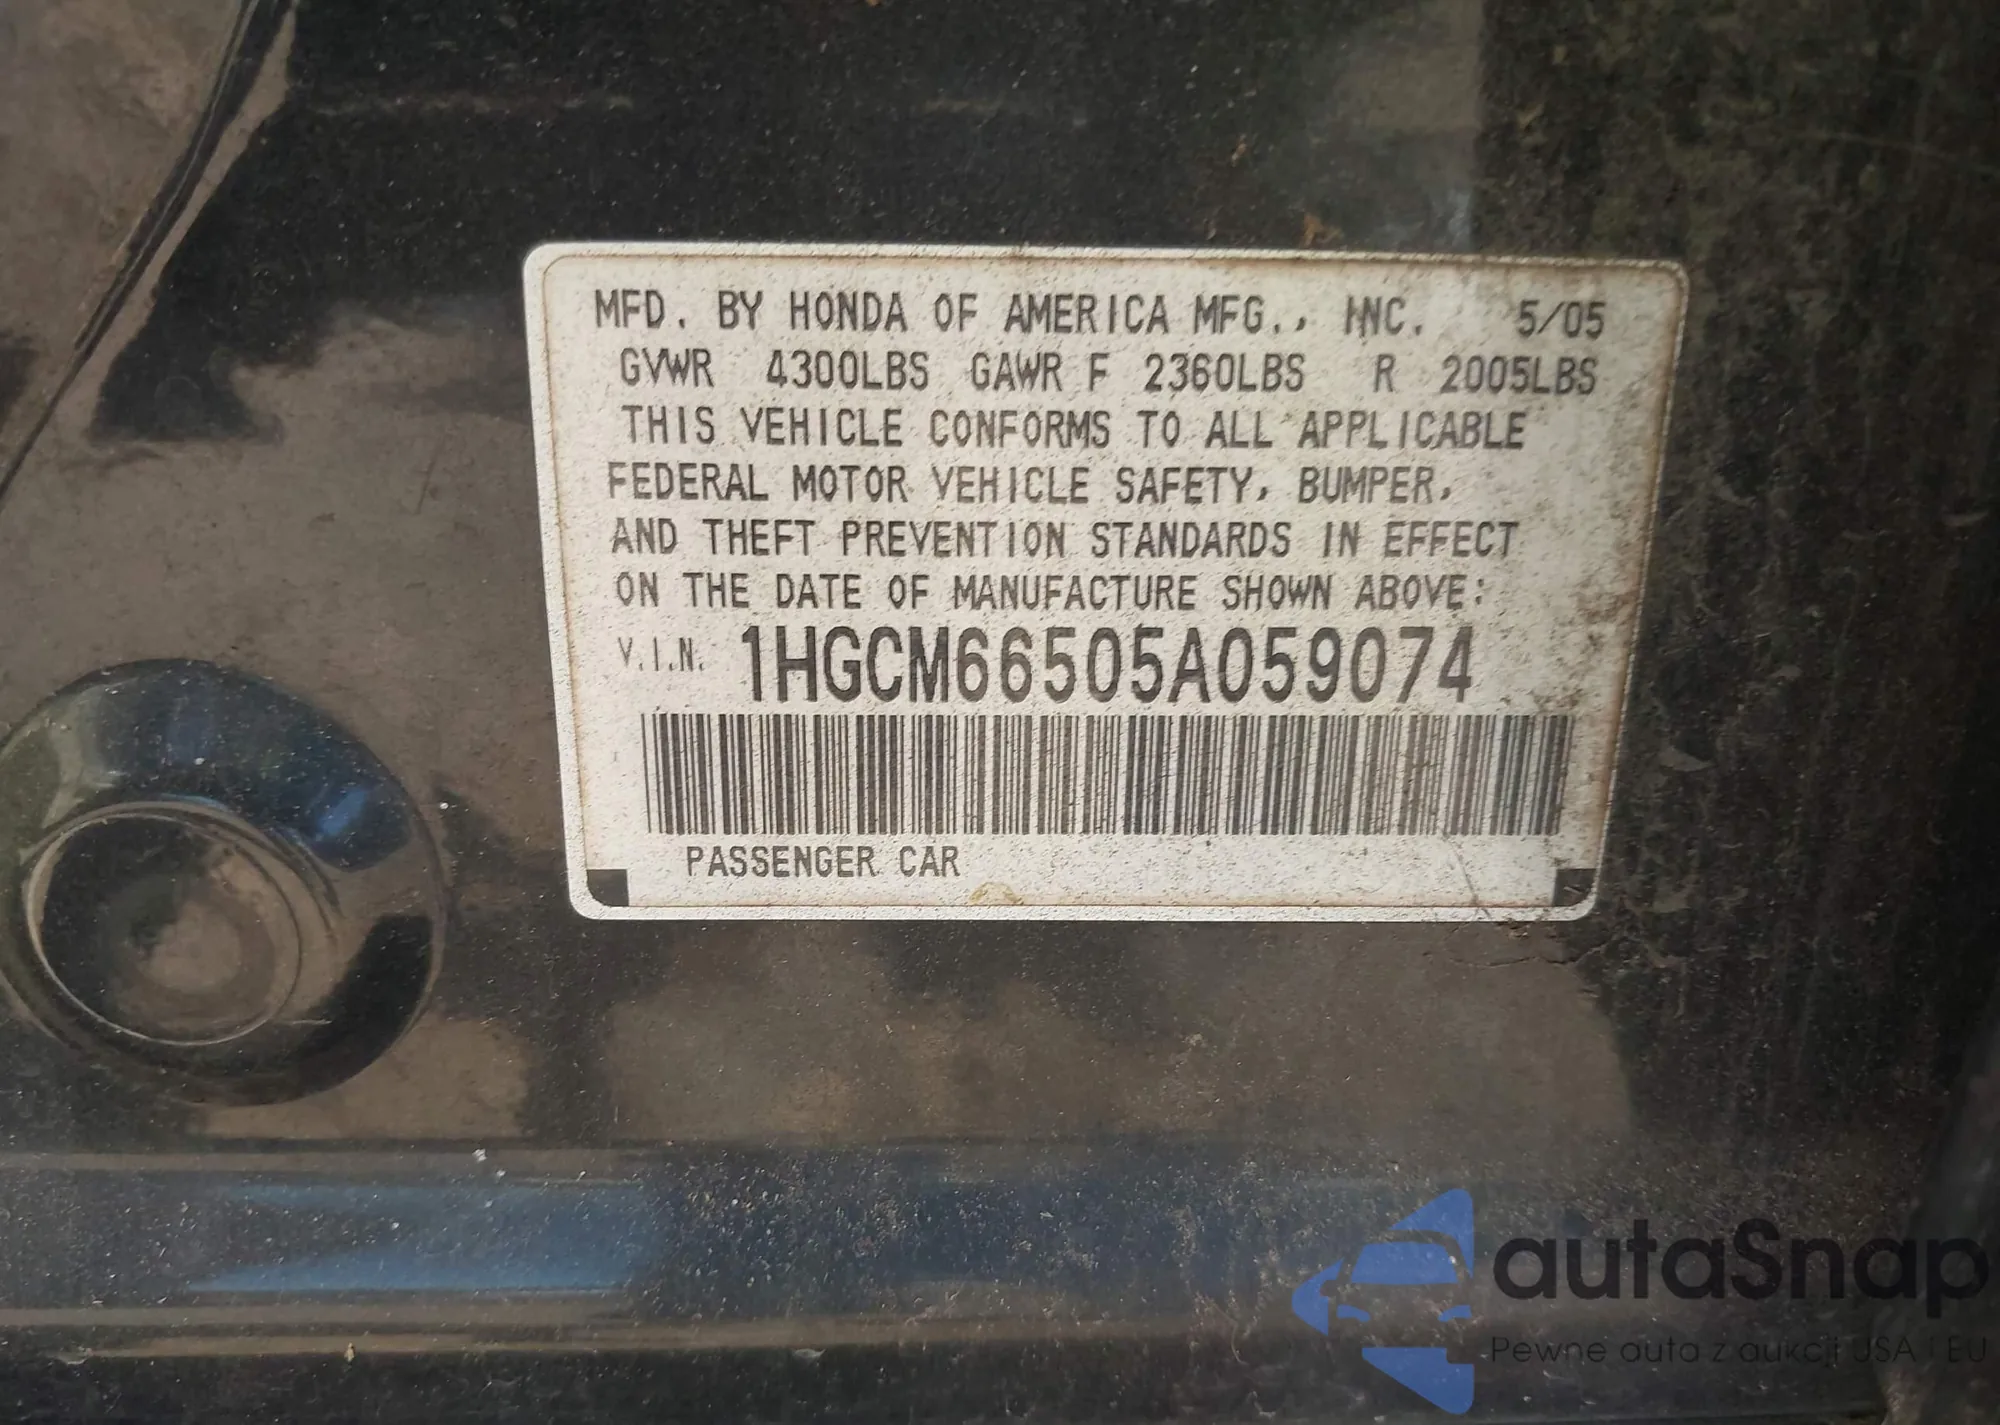 MFD. BY HONDA OF AMERICA MFG., INC. 5/05
GVWR 4300LBS GAWR F 2360LBS R 2005LBS
THIS VEHICLE CONFORMS TO ALL APPLICABLE
FEDERAL MOTOR VEHICLE SAFETY, BUMPER,
AND THEFT PREVENTION STANDARDS IN EFFECT
ON THE DATE OF MANUFACTURE SHOWN ABOVE:
V.I.N. 1HGCM66505A059074
PASSENGER CAR
autaSnap
Pewne auta z aukcji USA i EU